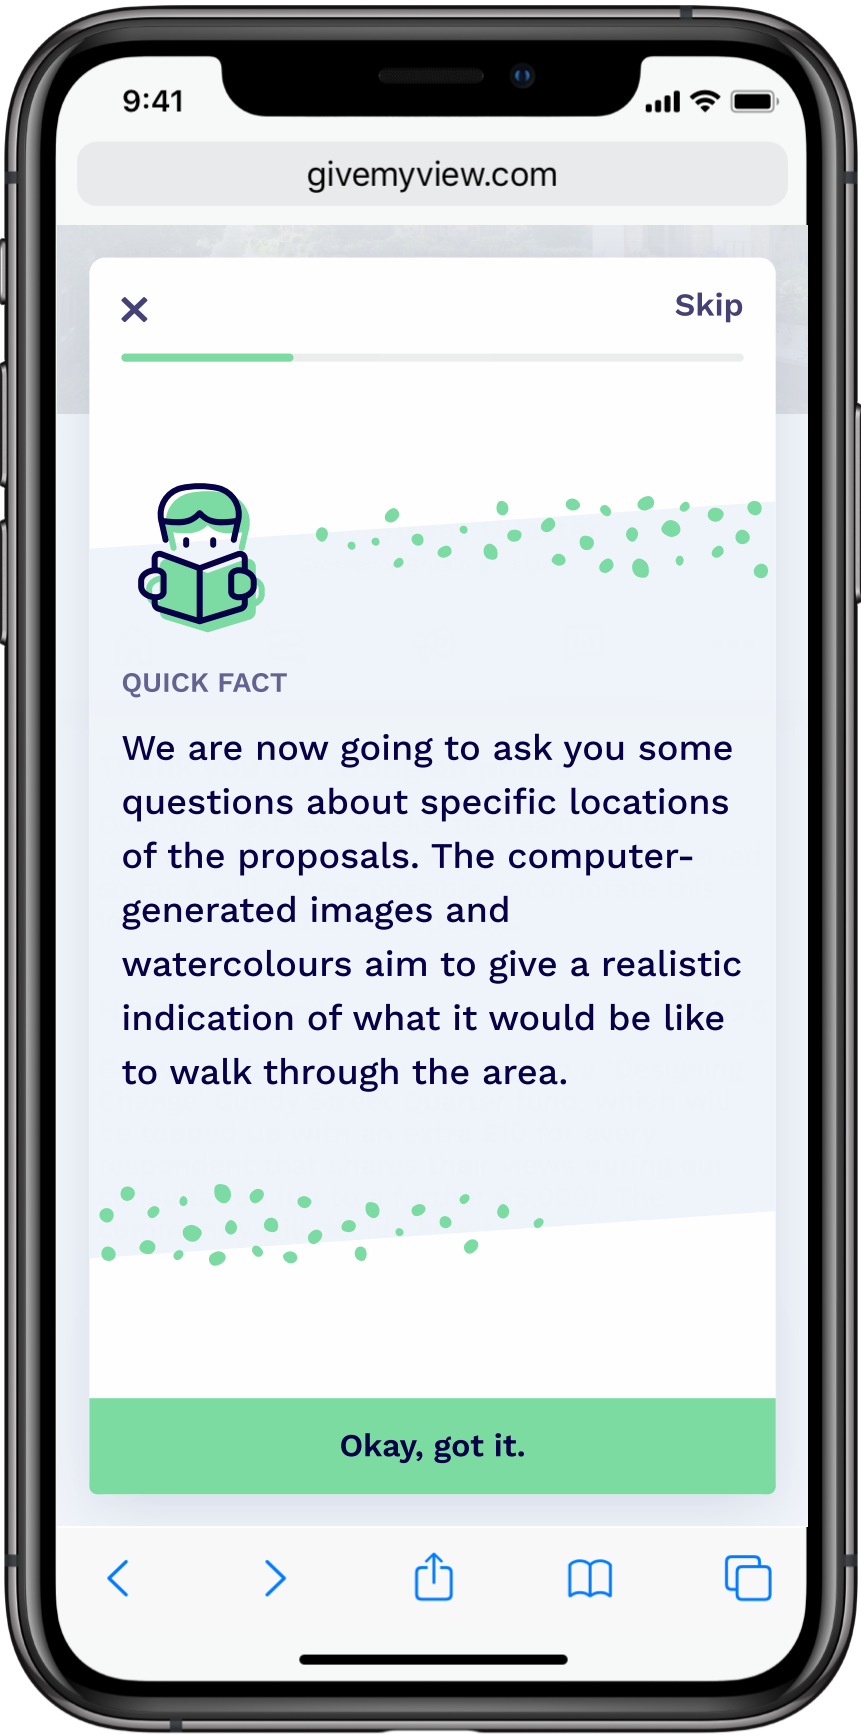 9:41
givemyview.com
Skip
QUICK FACT
We are now going to ask you some
questions about specific locations
of the proposals. The computer-
generated images and
watercolours aim to give a realistic
indication of what it would be like
to walk through the area.
Okay, got it.